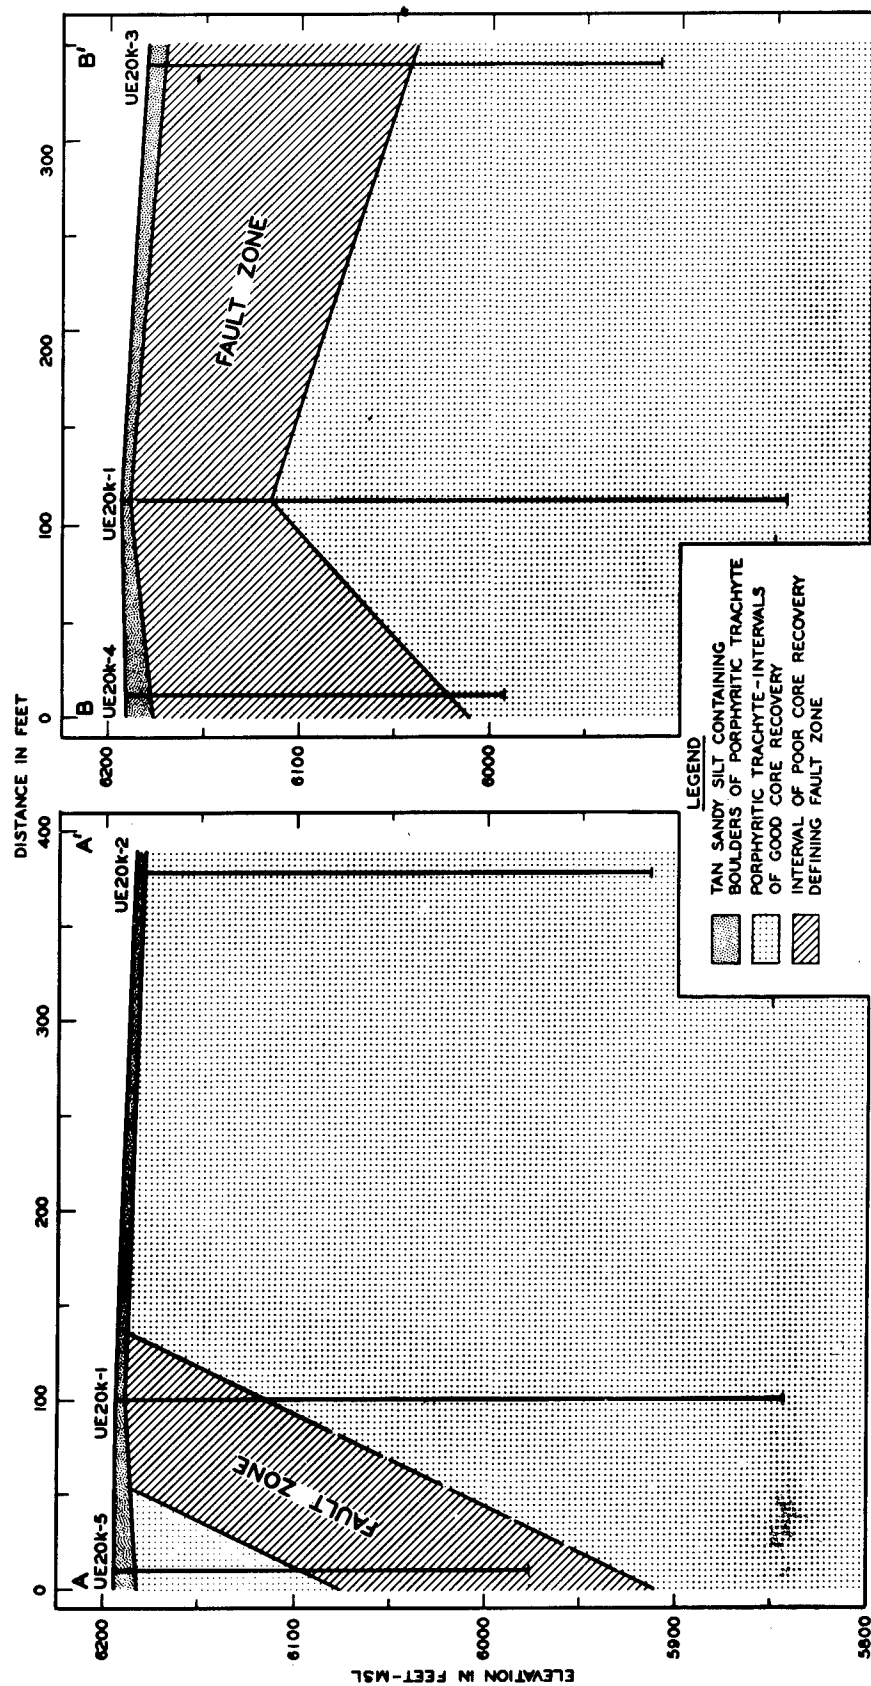 DISTANCE IN FEET
0
100
200
300
400
0
100
200
300
A
UE20k-5
UE20k-1
UE20k-2
A'
B
UE20k-4
UE20k-1
UE20k-3
B'
6200
6100
6000
5900
5800
6200
6100
6000
ELEVATION IN FEET-MSL
FAULT ZONE
FAULT ZONE
LEGEND
TAN SANDY SILT CONTAINING
BOULDERS OF PORPHYRITIC TRACHYTE
PORPHYRITIC TRACHYTE-INTERVALS
OF GOOD CORE RECOVERY
INTERVAL OF POOR CORE RECOVERY
DEFINING FAULT ZONE